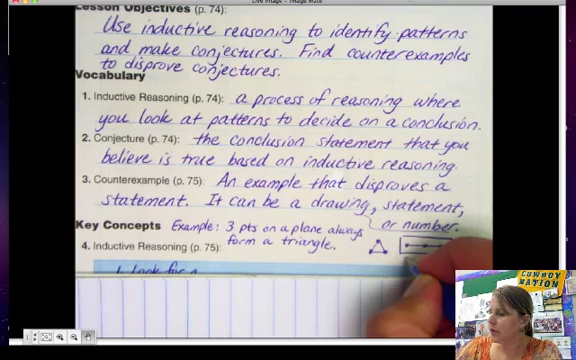 Live Image - Image Mate
Lesson Objectives (p. 74):
Use inductive reasoning to identify patterns
and make conjectures. Find counterexamples
to disprove conjectures.
Vocabulary
1. Inductive Reasoning (p. 74): a process of reasoning where
you look at patterns to decide on a conclusion.
2. Conjecture (p. 74): the conclusion statement that you
believe is true based on inductive reasoning.
3. Counterexample (p. 75): An example that disproves a
statement. It can be a drawing, statement,
or number.
Key Concepts Example: 3 pts on a plane always
form a triangle.
4. Inductive Reasoning (p. 75):
1. Look for a
COWBOY
NATION